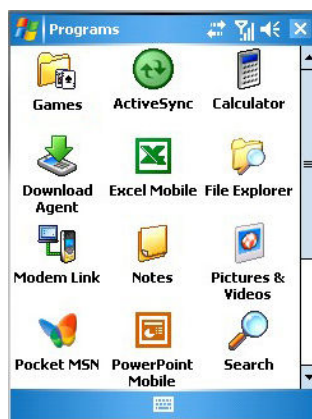 Programs
Games ActiveSync Calculator
Download Agent Excel Mobile File Explorer
Modem Link Notes Pictures & Videos
Pocket MSN PowerPoint Mobile Search